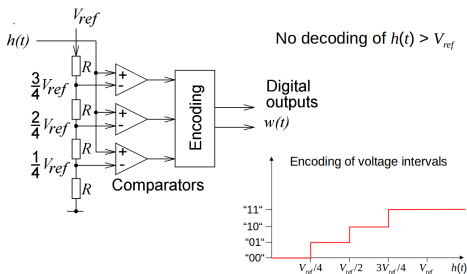 V_ref
h(t)
No decoding of h(t) > V_ref
R
3/4 V_ref
+
-
R
2/4 V_ref
+
-
R
1/4 V_ref
+
-
R
Comparators
Encoding
Digital
outputs
w(t)
Encoding of voltage intervals
"11"
"10"
"01"
"00"
V_ref/4 V_ref/2 3V_ref/4 V_ref h(t)